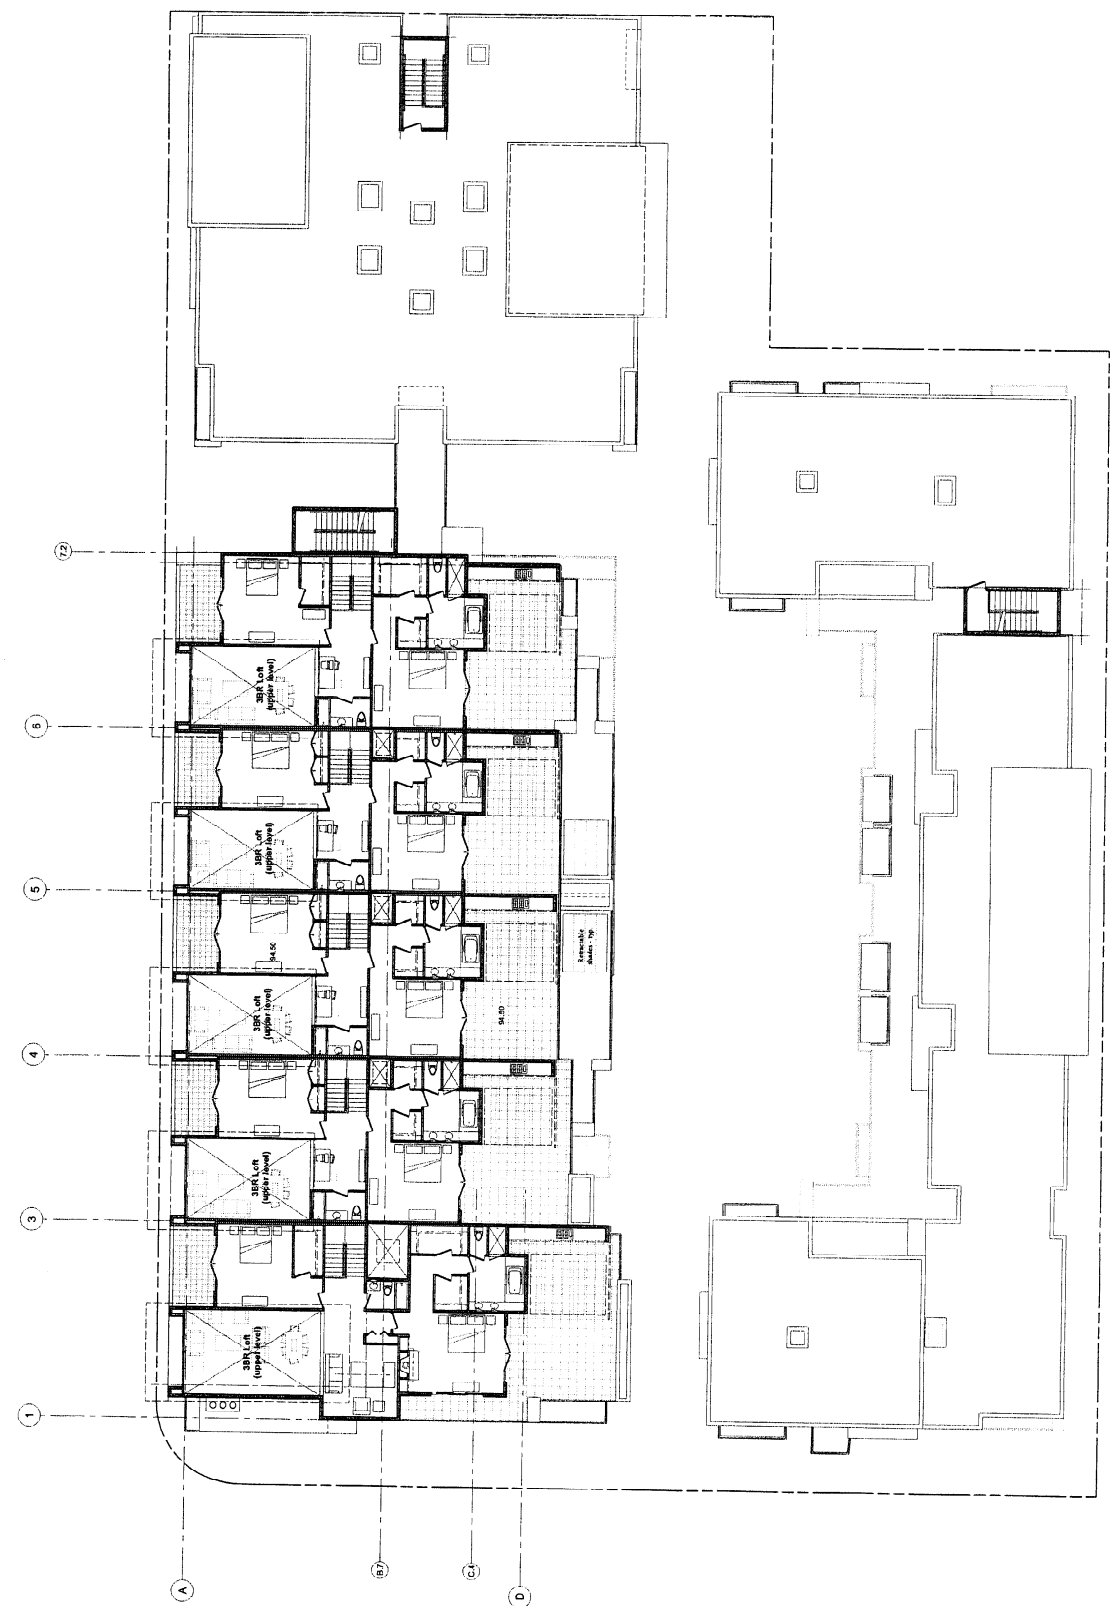 7.2
3BR Loft
(upper level)
6
3BR Loft
(upper level)
5
94.50
3BR Loft
(upper level)
Retractable
shades - typ.
94.50
4
3BR Loft
(upper level)
3
3BR Loft
(upper level)
1
A
B.7
C.4
D